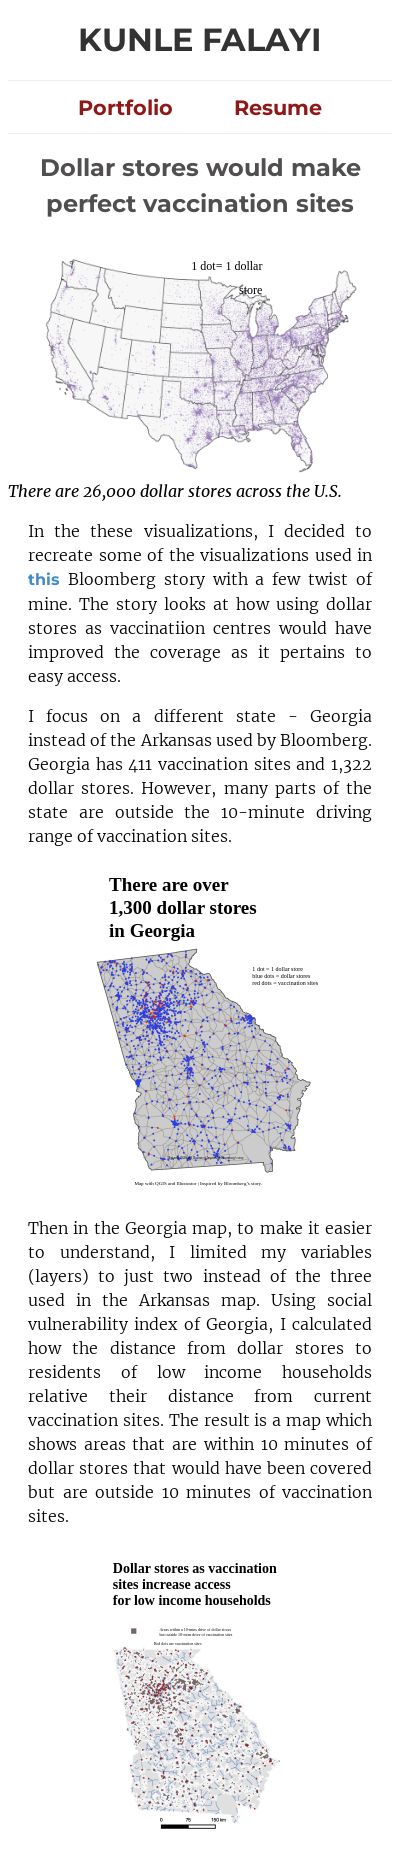 KUNLE FALAYI
Portfolio Resume
Dollar stores would make
perfect vaccination sites
1 dot= 1 dollar
store
There are 26,000 dollar stores across the U.S.
In the these visualizations, I decided to
recreate some of the visualizations used in
this Bloomberg story with a few twist of
mine. The story looks at how using dollar
stores as vaccinatiion centres would have
improved the coverage as it pertains to
easy access.
I focus on a different state - Georgia
instead of the Arkansas used by Bloomberg.
Georgia has 411 vaccination sites and 1,322
dollar stores. However, many parts of the
state are outside the 10-minute driving
range of vaccination sites.
There are over
1,300 dollar stores
in Georgia
1 dot = 1 dollar store
blue dots = dollar stores
red dots = vaccination sites
Map with QGIS and Illustrator | Inspired by Bloomberg's story.
Then in the Georgia map, to make it easier
to understand, I limited my variables
(layers) to just two instead of the three
used in the Arkansas map. Using social
vulnerability index of Georgia, I calculated
how the distance from dollar stores to
residents of low income households
relative their distance from current
vaccination sites. The result is a map which
shows areas that are within 10 minutes of
dollar stores that would have been covered
but are outside 10 minutes of vaccination
sites.
Dollar stores as vaccination
sites increase access
for low income households
Areas within a 10-mins drive of dollar stores
but outside 10-mm drive of vaccination sites
Red dots are vaccination sites
0 75 150 km